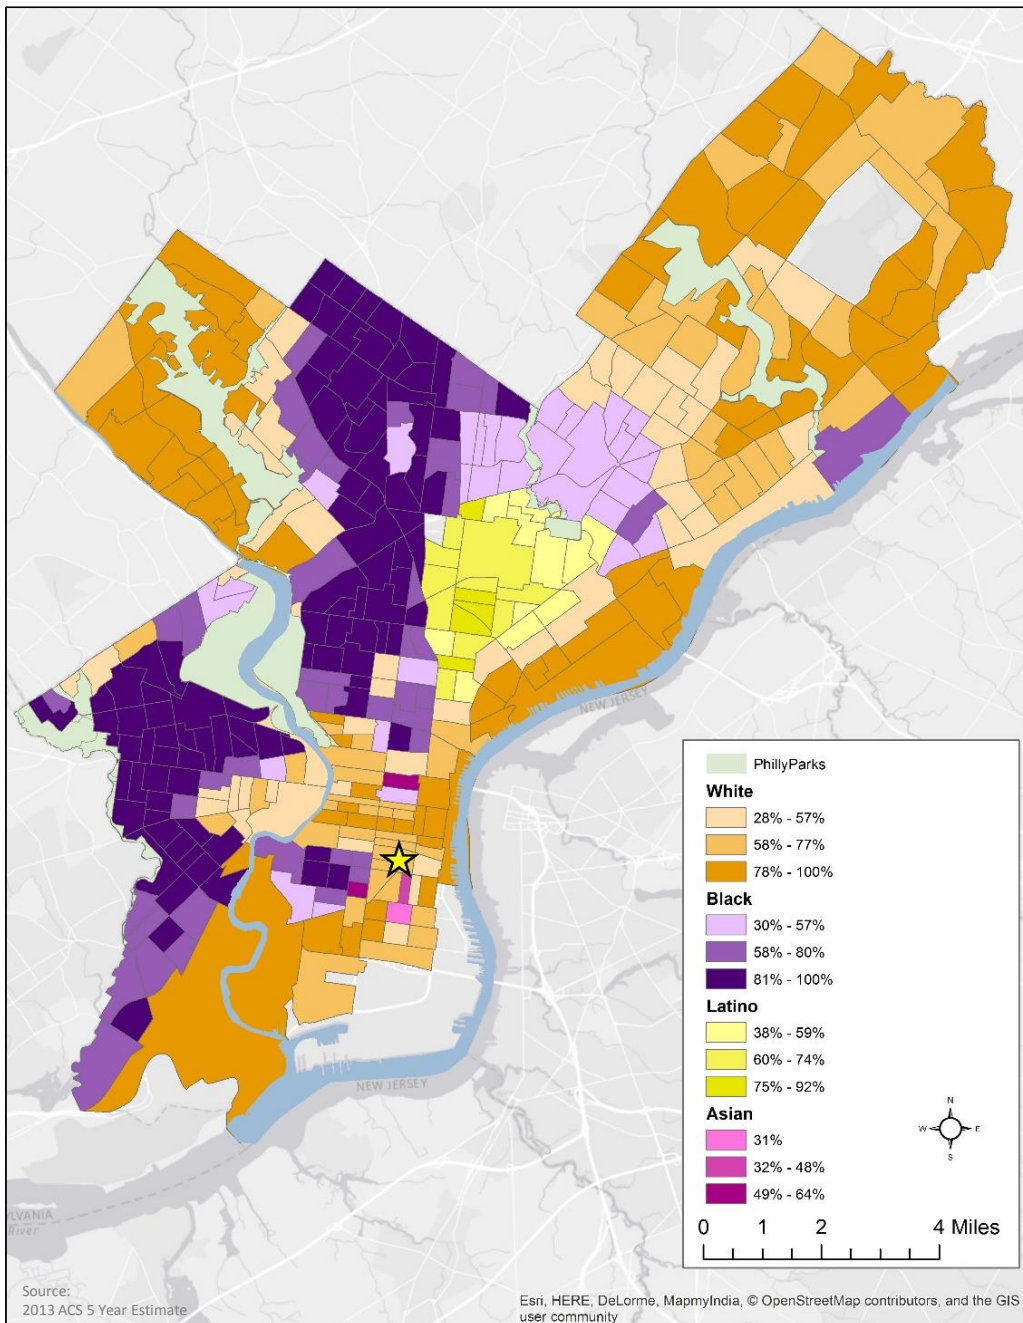 NEW JERSEY
PhillyParks
White
28% - 57%
58% - 77%
78% - 100%
Black
30% - 57%
58% - 80%
81% - 100%
Latino
38% - 59%
60% - 74%
75% - 92%
Asian
31%
32% - 48%
49% - 64%
N
W E
S
0 1 2 4 Miles
NEW JERSEY
YLVANIA
River
Source:
2013 ACS 5 Year Estimate
Esri, HERE, DeLorme, MapmyIndia, © OpenStreetMap contributors, and the GIS
user community